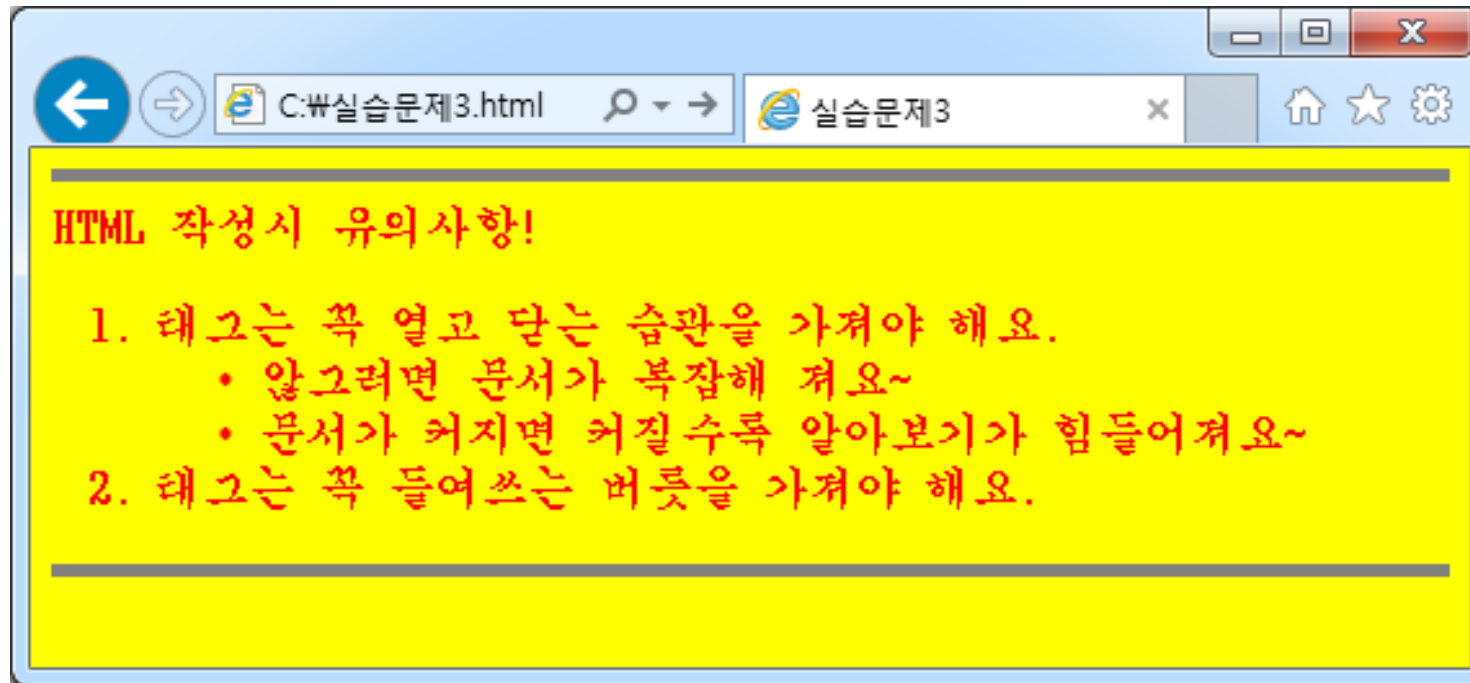 C:₩실습문제3.html
실습문제3
HTML 작성시 유의사항!
1. 태그는 꼭 열고 닫는 습관을 가져야 해요.
• 않그러면 문서가 복잡해 져요~
• 문서가 커지면 커질수록 알아보기가 힘들어져요~
2. 태그는 꼭 들여쓰는 버릇을 가져야 해요.